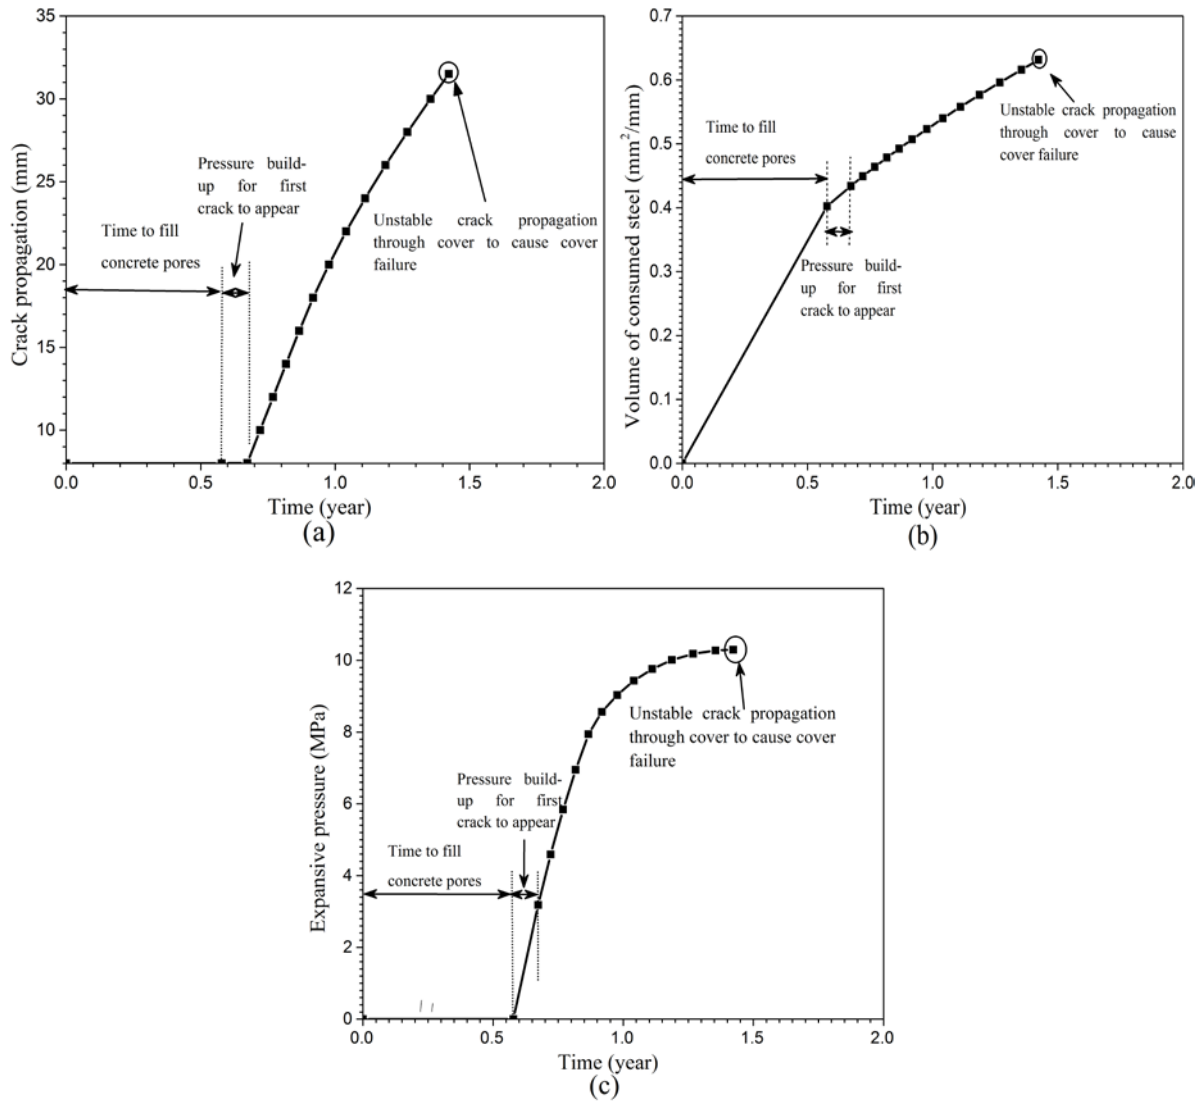 35
30
25
20
15
10
Crack propagation (mm)
Pressure build-
up for first
crack to appear
Time to fill
concrete pores
Unstable crack propagation
through cover to cause cover
failure
0.0 0.5 1.0 1.5 2.0
Time (year)
(a)
0.7
0.6
0.5
0.4
0.3
0.2
0.1
0.0
Volume of consumed steel (mm²/mm)
Time to fill
concrete pores
Unstable crack propagation
through cover to cause
cover failure
Pressure build-
up for first
crack to appear
0.0 0.5 1.0 1.5 2.0
Time (year)
(b)
12
10
8
6
4
2
0
Expansive pressure (MPa)
Unstable crack propagation
through cover to cause cover
failure
Pressure build-
up for first
crack to appear
Time to fill
concrete pores
0.0 0.5 1.0 1.5 2.0
Time (year)
(c)